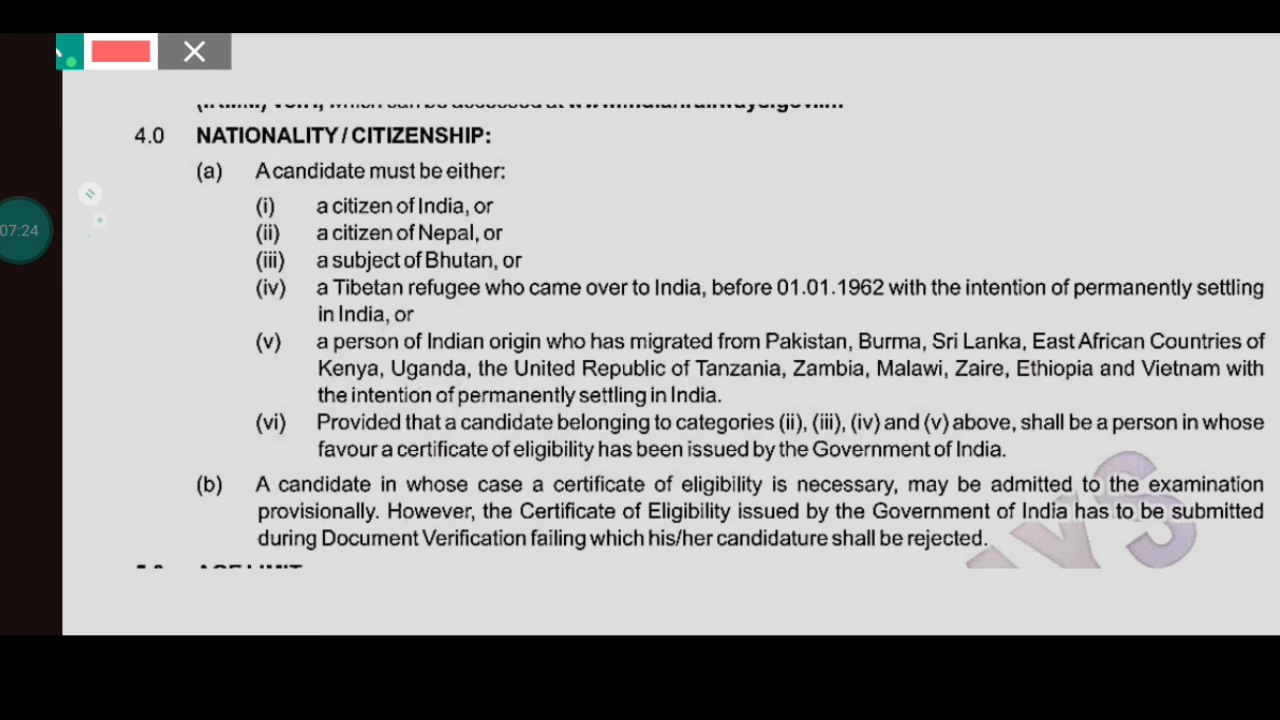 4.0 NATIONALITY / CITIZENSHIP:
(a) A candidate must be either:
(i) a citizen of India, or
(ii) a citizen of Nepal, or
(iii) a subject of Bhutan, or
(iv) a Tibetan refugee who came over to India, before 01.01.1962 with the intention of permanently settling
in India, or
07:24
(v) a person of Indian origin who has migrated from Pakistan, Burma, Sri Lanka, East African Countries of
Kenya, Uganda, the United Republic of Tanzania, Zambia, Malawi, Zaire, Ethiopia and Vietnam with
the intention of permanently settling in India.
(vi) Provided that a candidate belonging to categories (ii), (iii), (iv) and (v) above, shall be a person in whose
favour a certificate of eligibility has been issued by the Government of India.
(b) A candidate in whose case a certificate of eligibility is necessary, may be admitted to the examination
provisionally. However, the Certificate of Eligibility issued by the Government of India has to be submitted
during Document Verification failing which his/her candidature shall be rejected.
AGE LIMIT